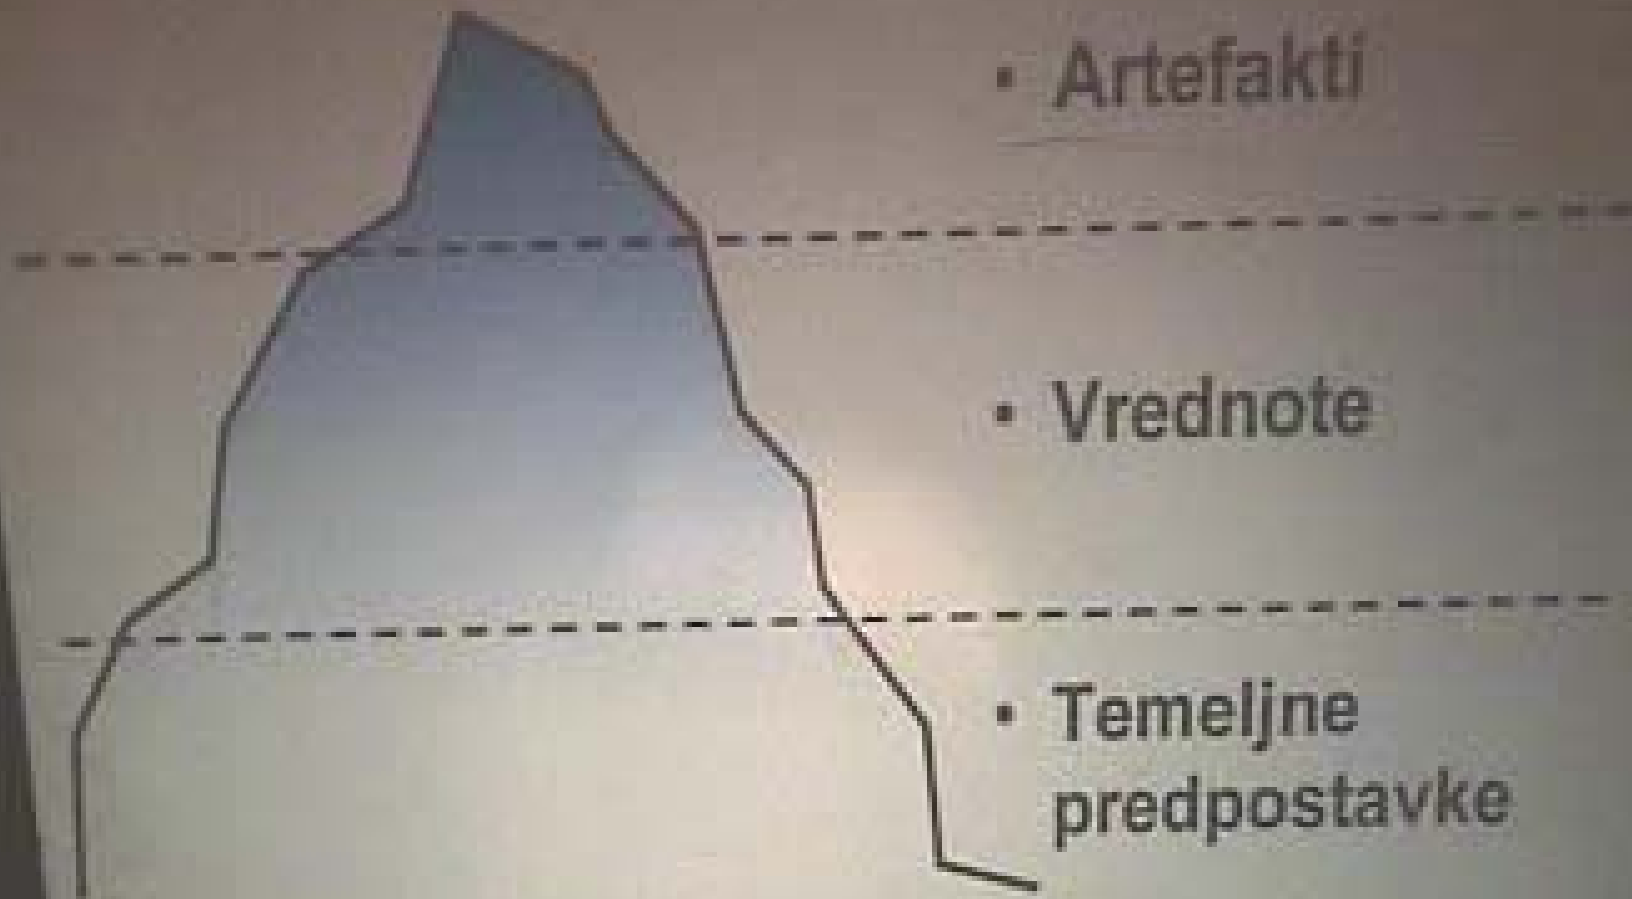 • Artefakti
• Vrednote
• Temeljne
predpostavke